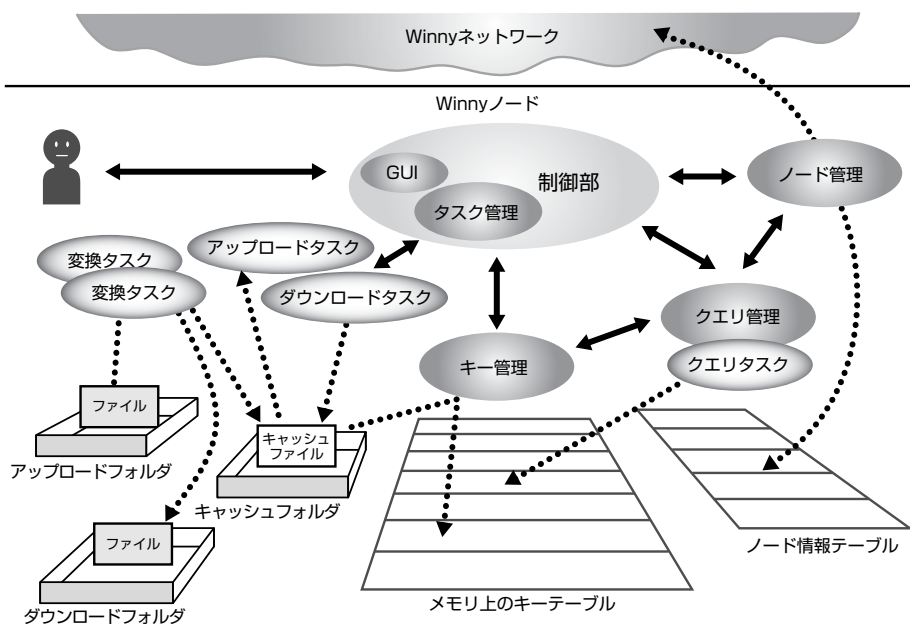 Winnyネットワーク
Winnyノード
GUI
制御部
タスク管理
ノード管理
変換タスク
変換タスク
アップロードタスク
ダウンロードタスク
クエリ管理
クエリタスク
キー管理
ファイル
アップロードフォルダ
キャッシュ
ファイル
キャッシュフォルダ
ファイル
ダウンロードフォルダ
メモリ上のキーテーブル
ノード情報テーブル